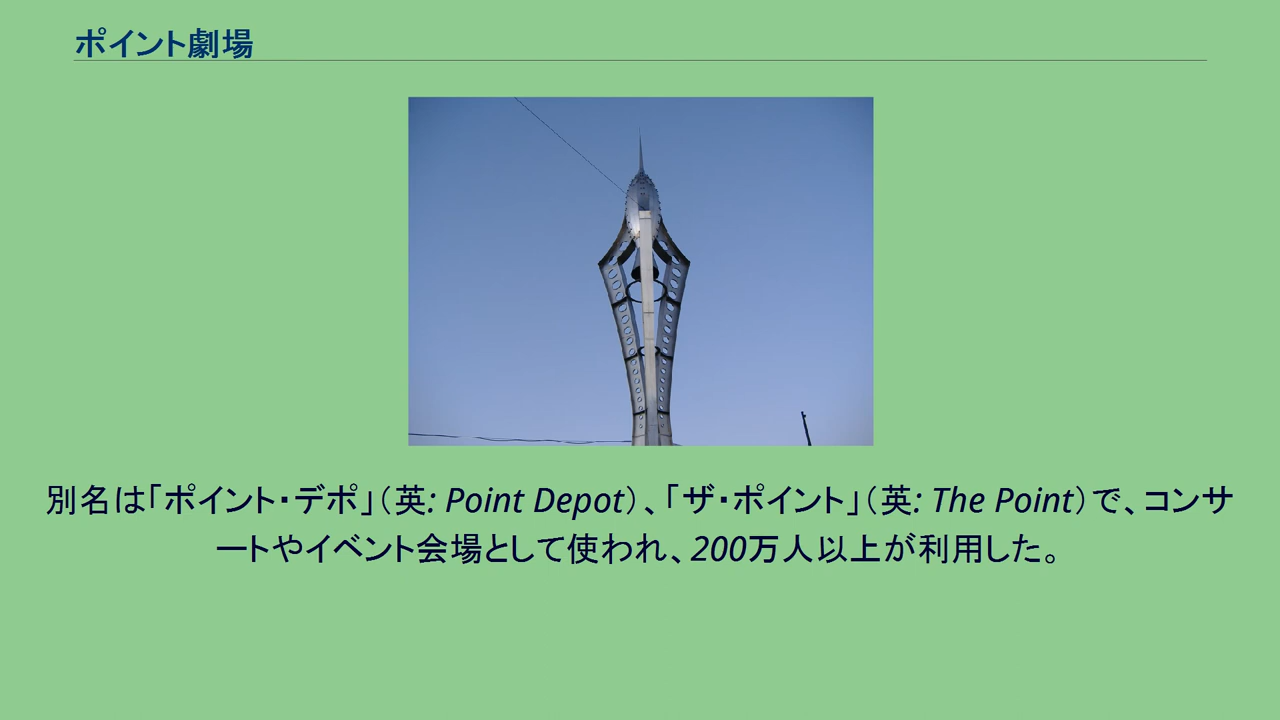 ポイント劇場
別名は「ポイント・デポ」（英: Point Depot）、「ザ・ポイント」（英: The Point）で、コンサ
ートやイベント会場として使われ、200万人以上が利用した。